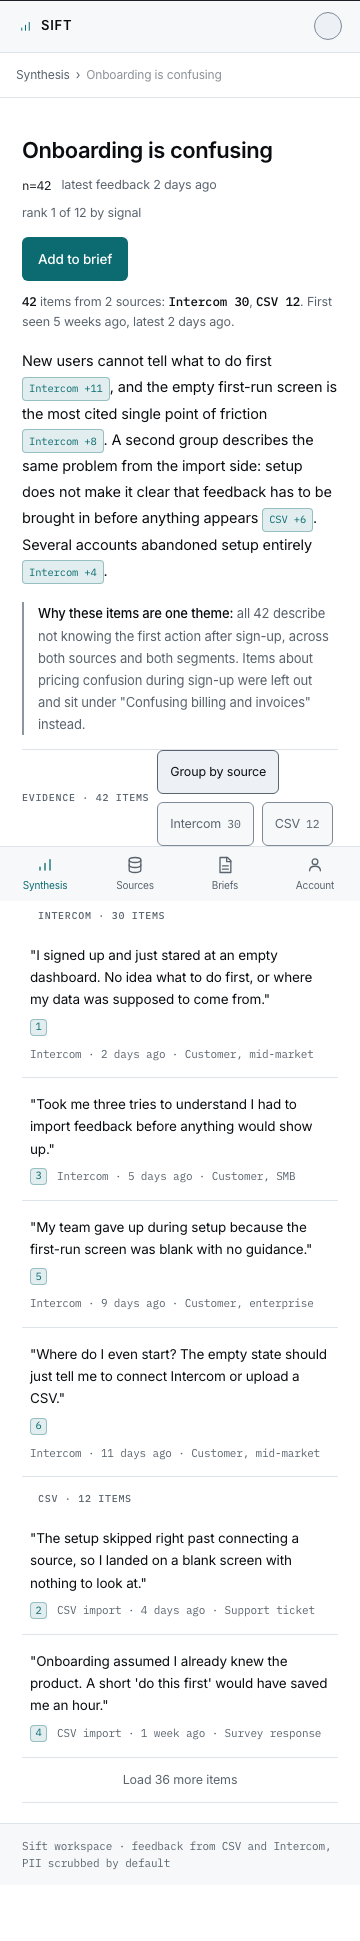 SIFT
Synthesis › Onboarding is confusing
Onboarding is confusing
n=42 latest feedback 2 days ago
rank 1 of 12 by signal
Add to brief
42 items from 2 sources: Intercom 30, CSV 12. First
seen 5 weeks ago, latest 2 days ago.
New users cannot tell what to do first
Intercom +11, and the empty first-run screen is
the most cited single point of friction
Intercom +8. A second group describes the
same problem from the import side: setup
does not make it clear that feedback has to be
brought in before anything appears CSV +6.
Several accounts abandoned setup entirely
Intercom +4.
Why these items are one theme: all 42 describe
not knowing the first action after sign-up, across
both sources and both segments. Items about
pricing confusion during sign-up were left out
and sit under "Confusing billing and invoices"
instead.
Group by source
EVIDENCE · 42 ITEMS
Intercom 30 CSV 12
Synthesis Sources Briefs Account
INTERCOM · 30 ITEMS
"I signed up and just stared at an empty
dashboard. No idea what to do first, or where
my data was supposed to come from."
1
Intercom · 2 days ago · Customer, mid-market
"Took me three tries to understand I had to
import feedback before anything would show
up."
3 Intercom · 5 days ago · Customer, SMB
"My team gave up during setup because the
first-run screen was blank with no guidance."
5
Intercom · 9 days ago · Customer, enterprise
"Where do I even start? The empty state should
just tell me to connect Intercom or upload a
CSV."
6
Intercom · 11 days ago · Customer, mid-market
CSV · 12 ITEMS
"The setup skipped right past connecting a
source, so I landed on a blank screen with
nothing to look at."
2 CSV import · 4 days ago · Support ticket
"Onboarding assumed I already knew the
product. A short 'do this first' would have saved
me an hour."
4 CSV import · 1 week ago · Survey response
Load 36 more items
Sift workspace · feedback from CSV and Intercom,
PII scrubbed by default